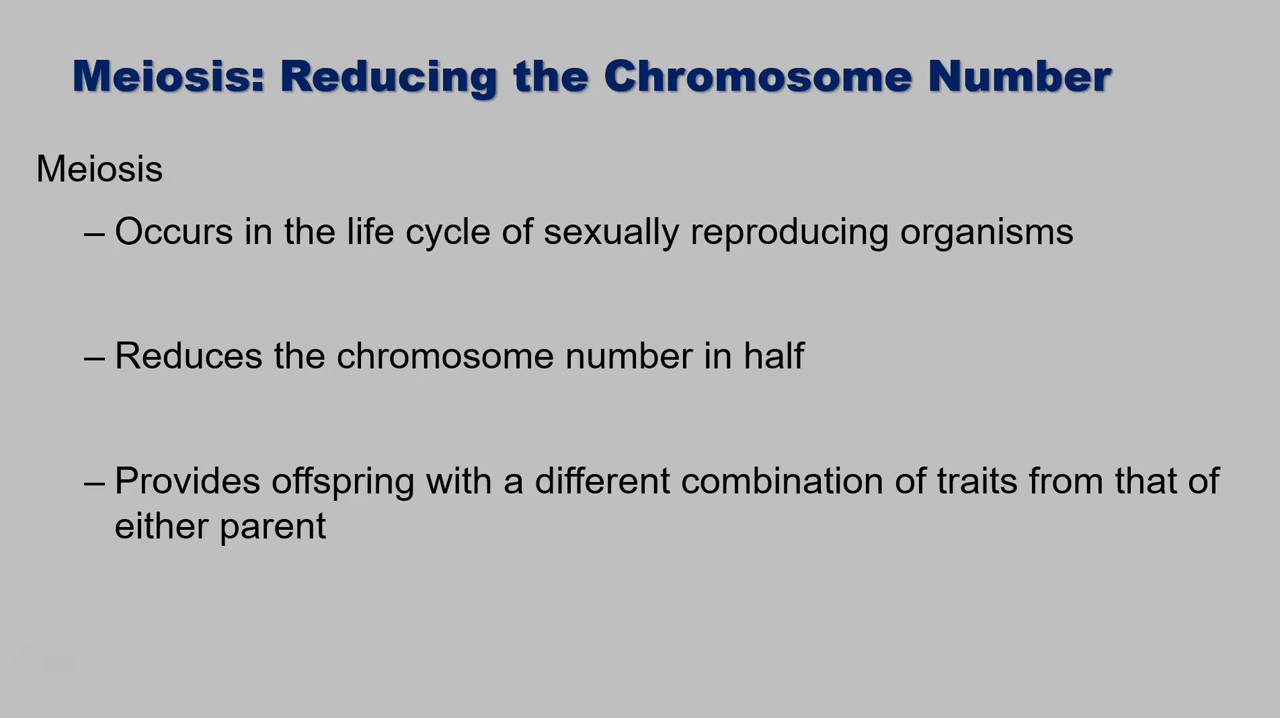 Meiosis: Reducing the Chromosome Number
Meiosis
– Occurs in the life cycle of sexually reproducing organisms
– Reduces the chromosome number in half
– Provides offspring with a different combination of traits from that of
either parent